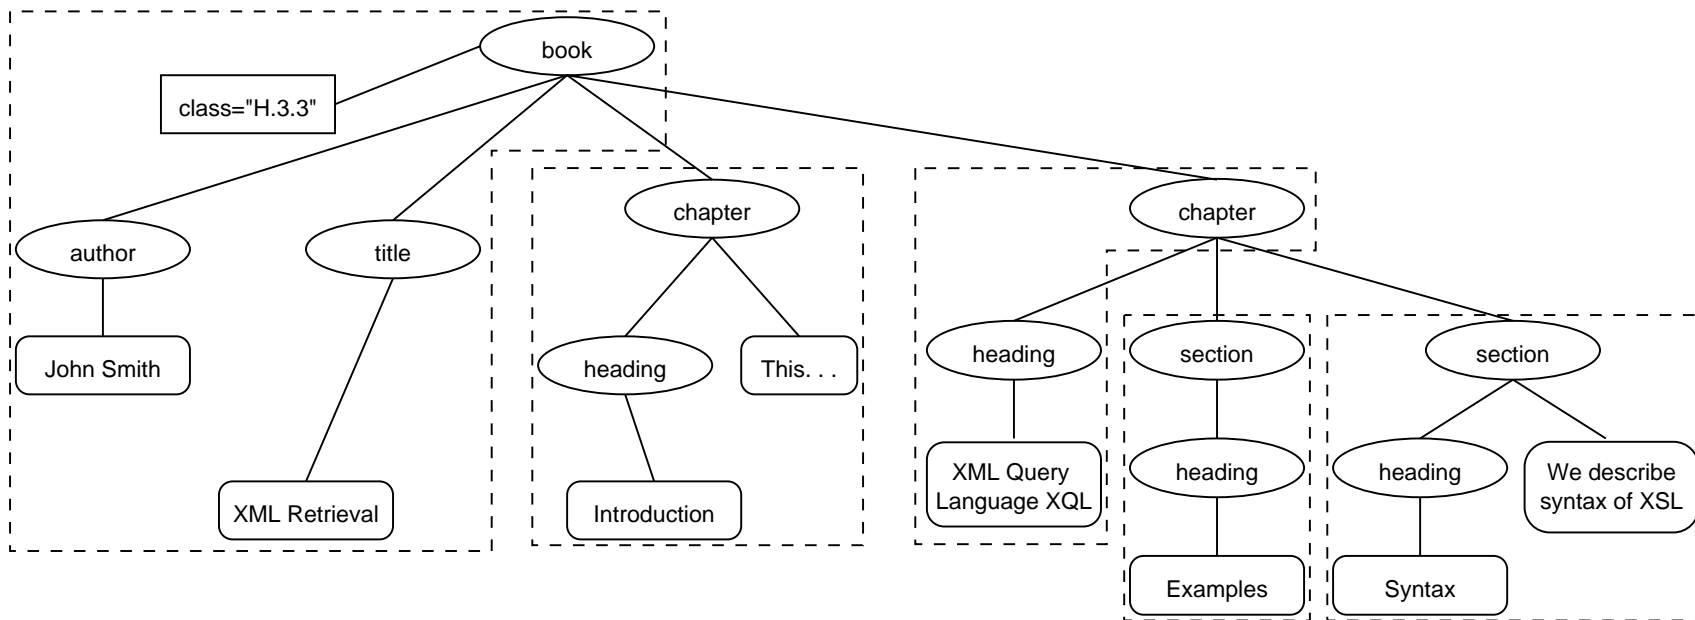 book
class="H.3.3"
chapter
chapter
author
title
heading
section
section
John Smith
heading
This. . .
XML Query
Language XQL
heading
heading
We describe
syntax of XSL
XML Retrieval
Introduction
Examples
Syntax